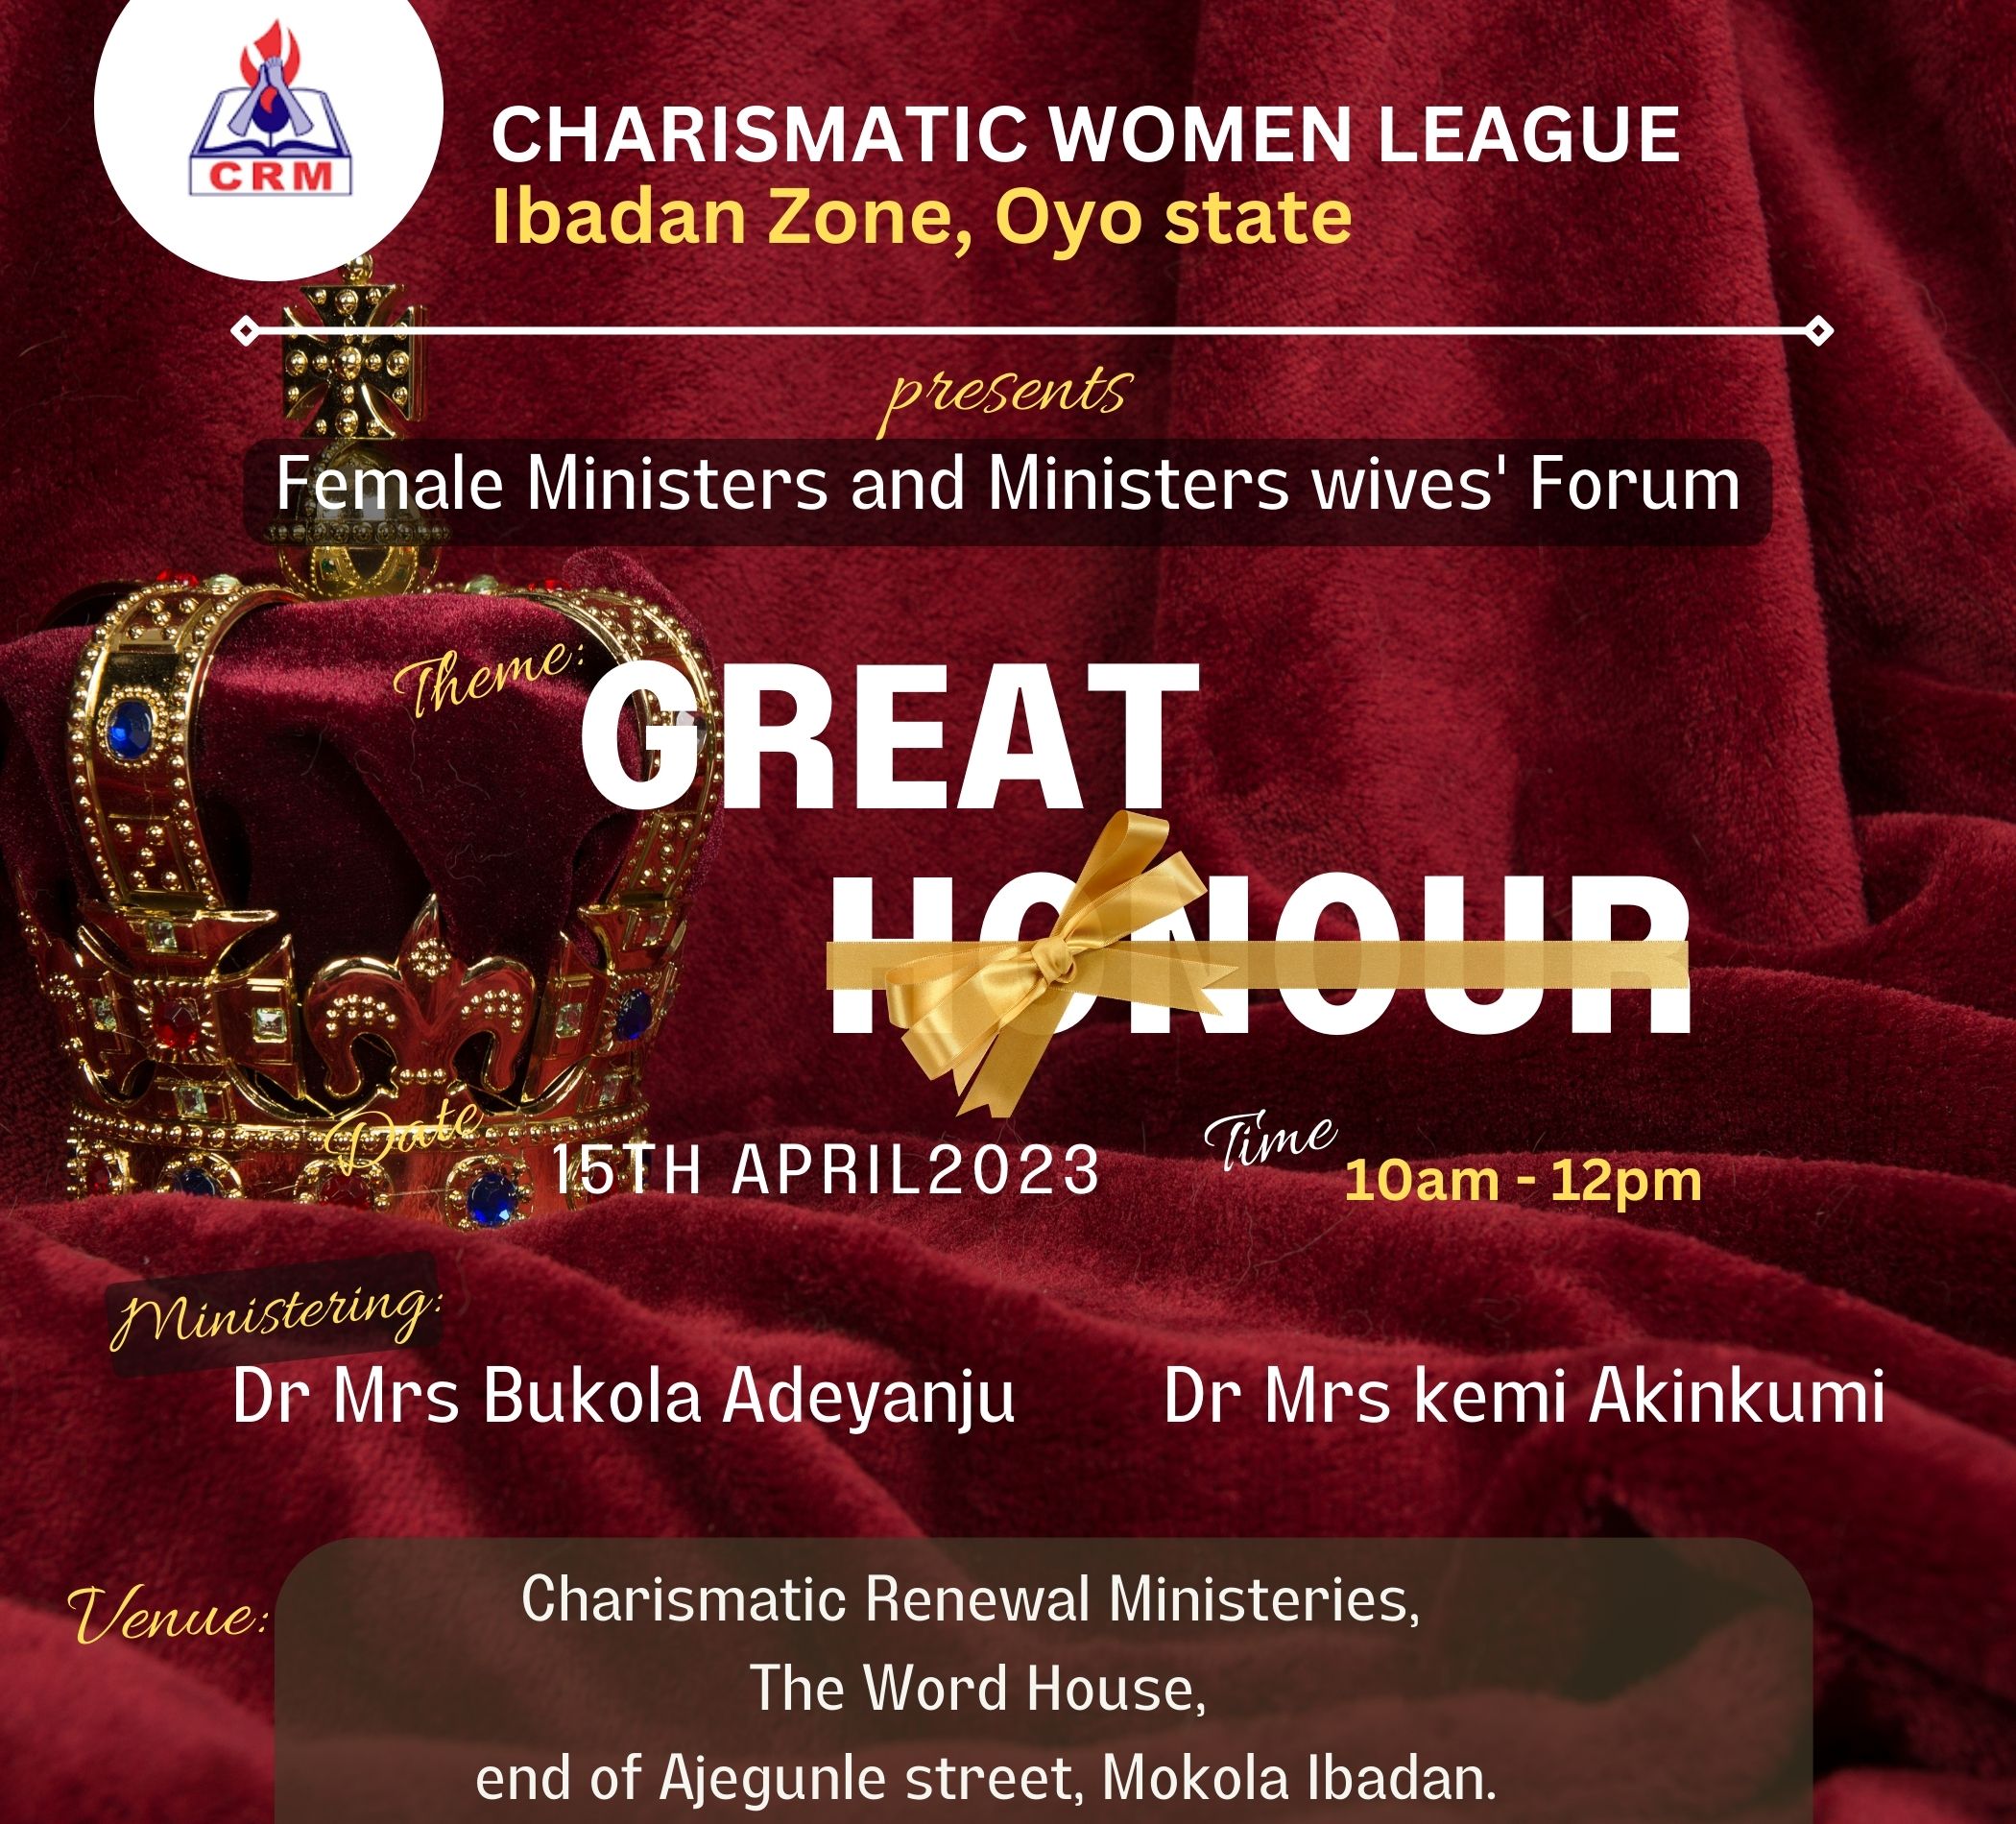 CRM
CHARISMATIC WOMEN LEAGUE
Ibadan Zone, Oyo state
presents
Female Ministers and Ministers wives' Forum
Theme:
GREAT
HONOUR
Date
15TH APRIL2023
Time
10am - 12pm
Ministering:
Dr Mrs Bukola Adeyanju
Dr Mrs kemi Akinkumi
Venue:
Charismatic Renewal Ministeries,
The Word House,
end of Ajegunle street, Mokola Ibadan.